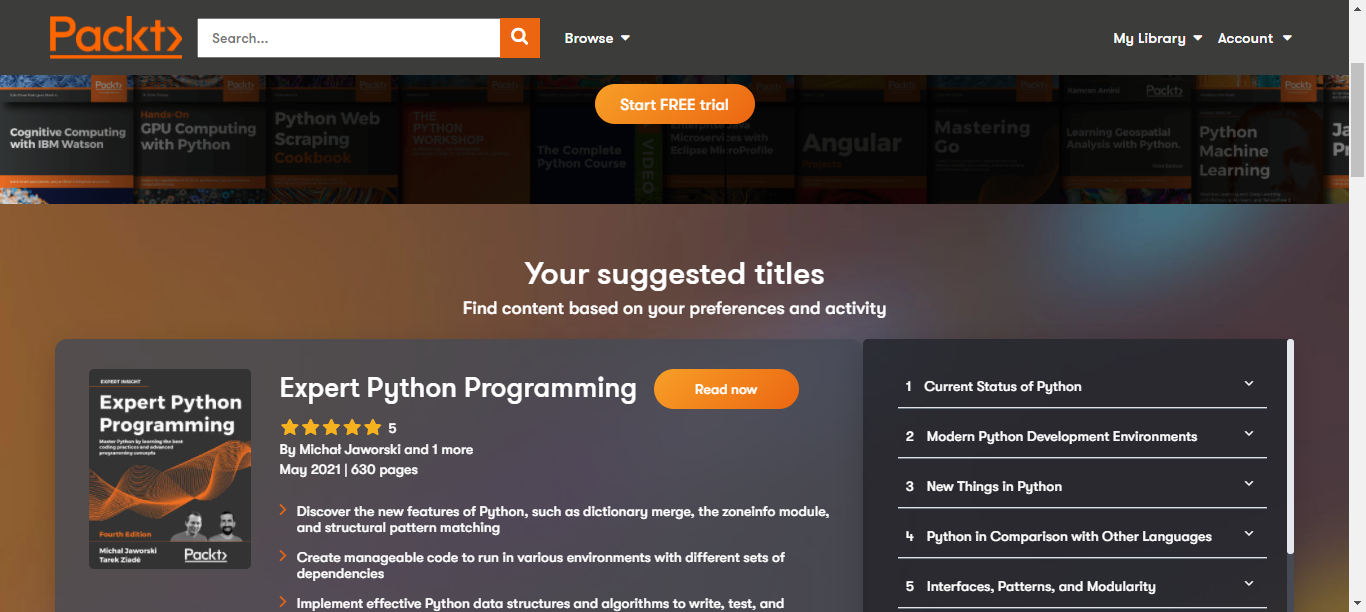 Packt
Search...
Browse
My Library
Account
Start FREE trial
Packt
Packt
Packt
Cognitive Computing
with IBM Watson
Hands-On
GPU Computing
with Python
Python Web
Scraping
Cookbook
THE
PYTHON
WORKSHOP
The Complete
Python Course
VIDEO
Enterprise Java
Microservices with
Eclipse MicroProfile
Angular
Projects
Mastering
Go
Learning Geospatial
Analysis with Python.
Python
Machine
Learning
Your suggested titles
Find content based on your preferences and activity
EXPERT INSIGHT
Expert Python
Programming
Master Python by learning the best
coding practices and advanced
programming concepts
Fourth Edition
Michał Jaworski
Tarek Ziadé
Packt
Expert Python Programming
Read now
5
By Michał Jaworski and 1 more
May 2021 | 630 pages
Discover the new features of Python, such as dictionary merge, the zoneinfo module,
and structural pattern matching
Create manageable code to run in various environments with different sets of
dependencies
Implement effective Python data structures and algorithms to write, test, and
1 Current Status of Python
2 Modern Python Development Environments
3 New Things in Python
4 Python in Comparison with Other Languages
5 Interfaces, Patterns, and Modularity